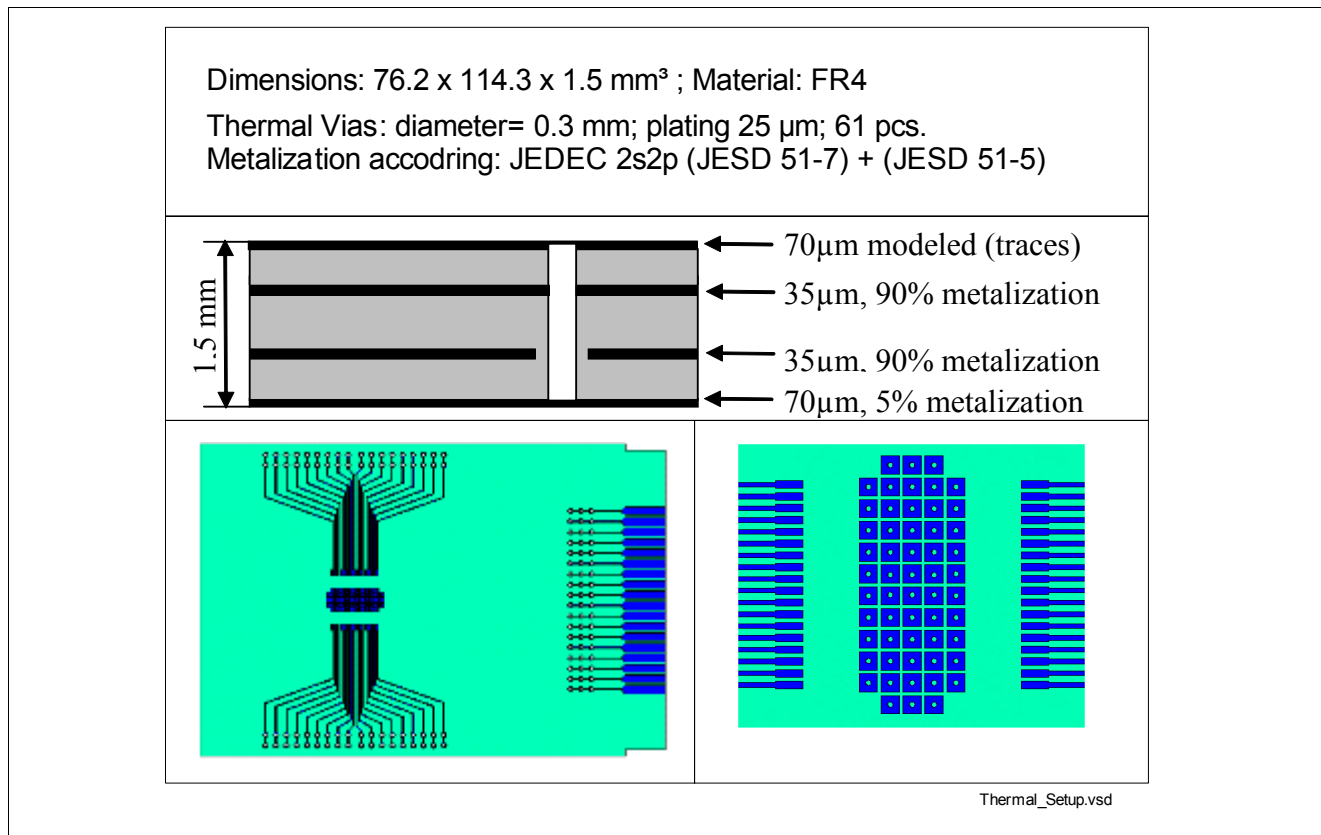 Dimensions: 76.2 x 114.3 x 1.5 mm³ ; Material: FR4
Thermal Vias: diameter= 0.3 mm; plating 25 µm; 61 pcs.
Metalization accodring: JEDEC 2s2p (JESD 51-7) + (JESD 51-5)
1.5 mm
70µm modeled (traces)
35µm, 90% metalization
35µm, 90% metalization
70µm, 5% metalization
Thermal_Setup.vsd